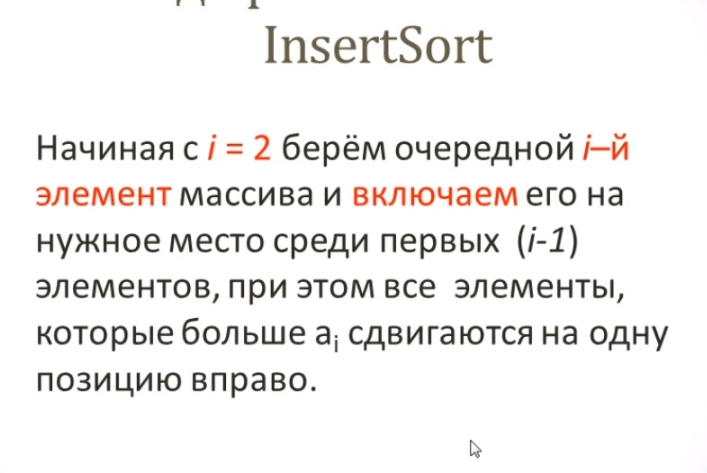 InsertSort
Начиная с i = 2 берём очередной i–й
элемент массива и включаем его на
нужное место среди первых (i-1)
элементов, при этом все элементы,
которые больше ai сдвигаются на одну
позицию вправо.